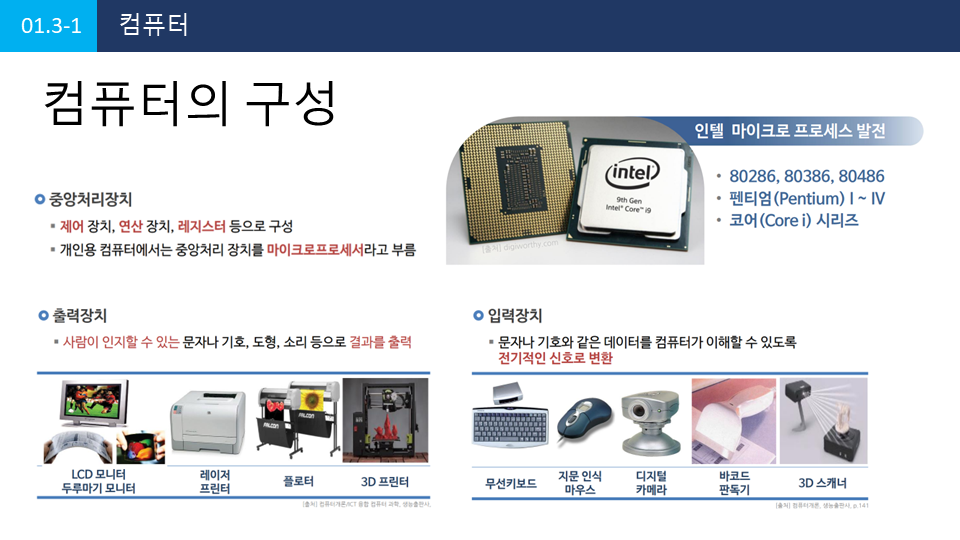 01.3-1
컴퓨터
컴퓨터의 구성
인텔 마이크로 프로세스 발전
intel
9th Gen
Intel® Core™ i9
[출처] digiworthy.com
• 80286, 80386, 80486
• 펜티엄(Pentium) Ⅰ ~ Ⅳ
• 코어(Core i) 시리즈
중앙처리장치
▪ 제어 장치, 연산 장치, 레지스터 등으로 구성
▪ 개인용 컴퓨터에서는 중앙처리 장치를 마이크로프로세서라고 부름
출력장치
▪ 사람이 인지할 수 있는 문자나 기호, 도형, 소리 등으로 결과를 출력
FALCON
FALCON
LCD 모니터
두루마기 모니터
레이저
프린터
플로터
3D 프린터
[출처] 컴퓨터개론/ICT 융합 컴퓨터 과학, 생능출판사,
입력장치
▪ 문자나 기호와 같은 데이터를 컴퓨터가 이해할 수 있도록
전기적인 신호로 변환
무선키보드
지문 인식
마우스
디지털
카메라
바코드
판독기
3D 스캐너
[출처] 컴퓨터개론, 생능출판사, p.141